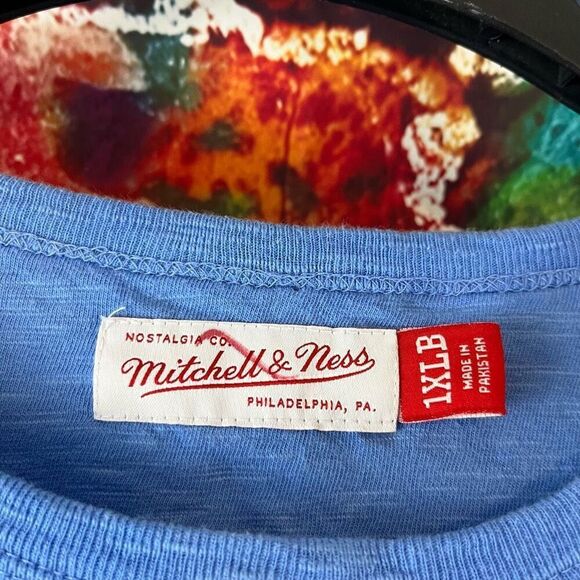 NOSTALGIA CO.
Mitchell & Ness
PHILADELPHIA, PA.
1XLB
MADE IN
PAKISTAN